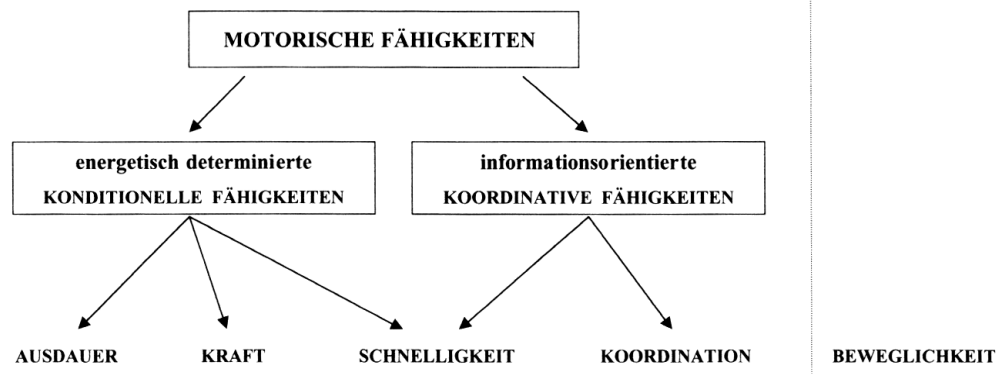 MOTORISCHE FÄHIGKEITEN
energetisch determinierte
KONDITIONELLE FÄHIGKEITEN
informationsorientierte
KOORDINATIVE FÄHIGKEITEN
AUSDAUER
KRAFT
SCHNELLIGKEIT
KOORDINATION
BEWEGLICHKEIT